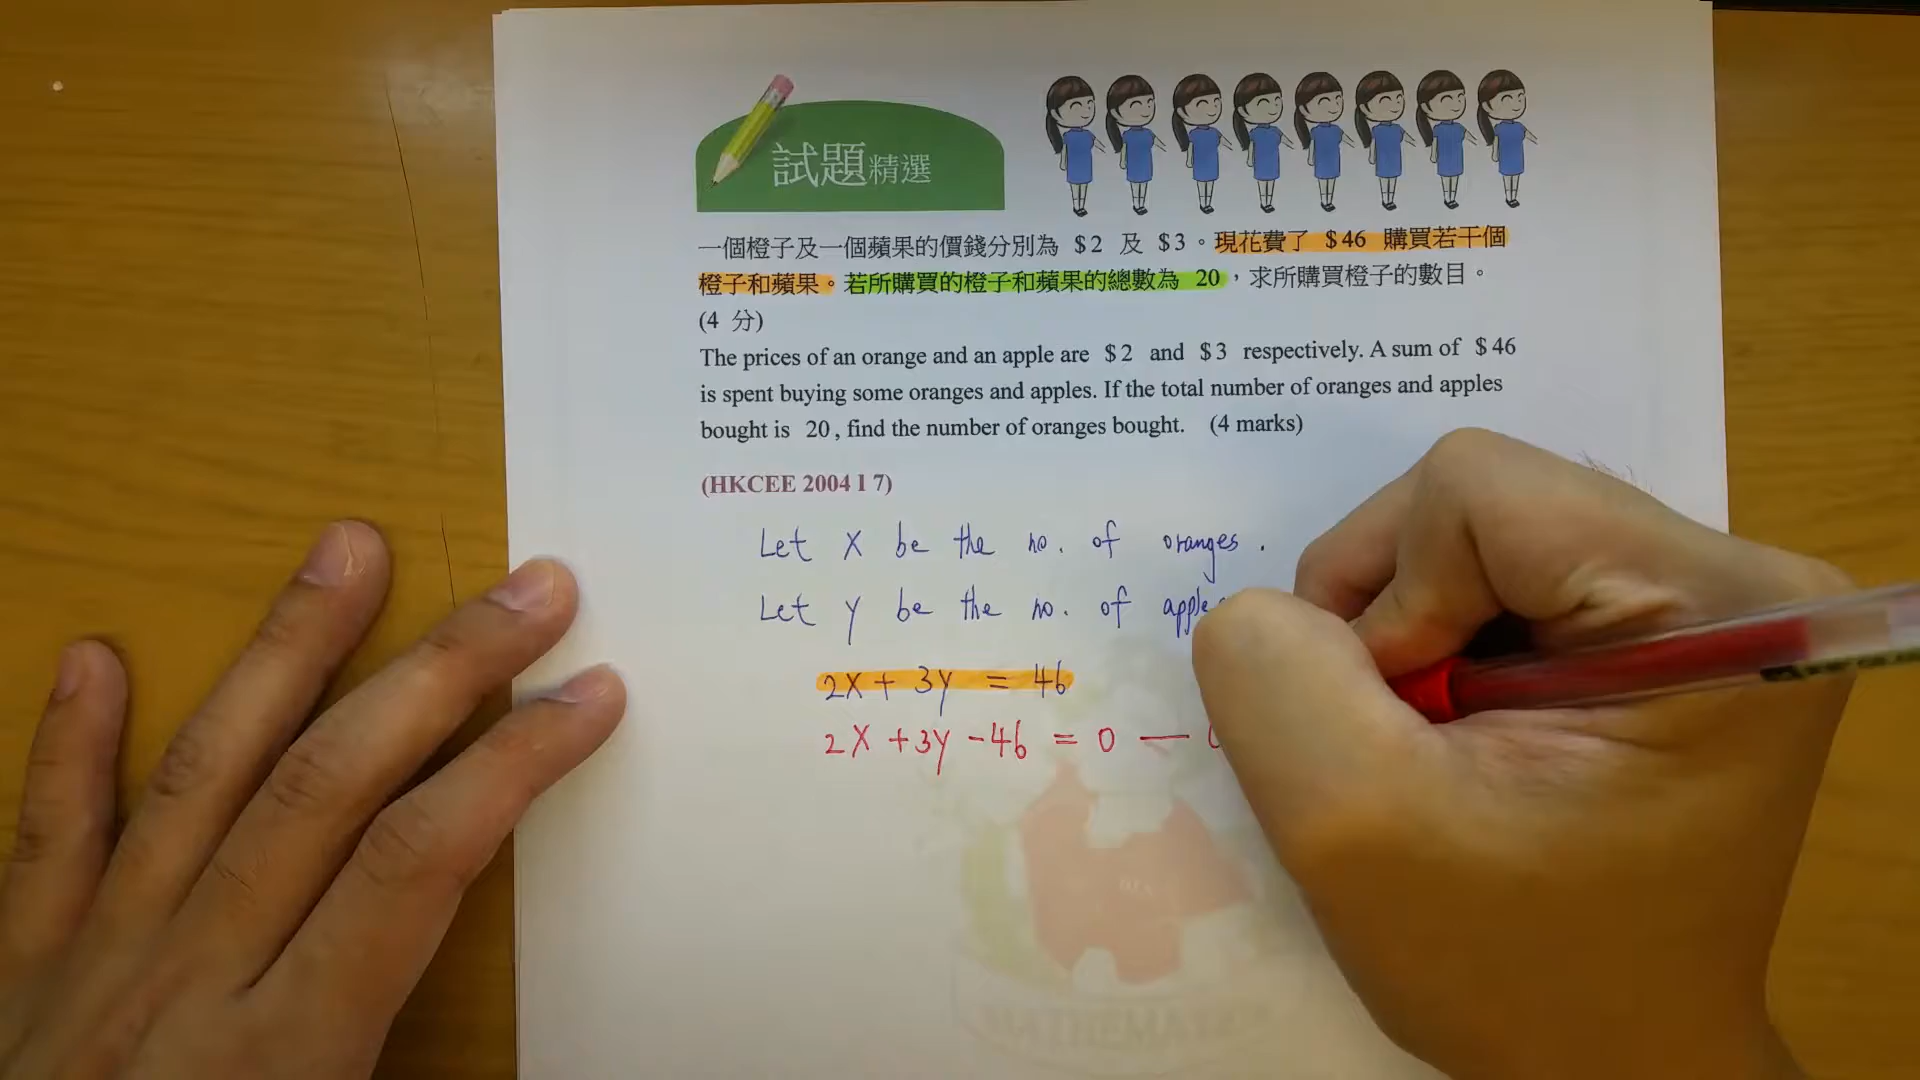 試題精選
一個橙子及一個蘋果的價錢分別為 $2 及 $3。現花費了 $46 購買若干個
橙子和蘋果。若所購買的橙子和蘋果的總數為 20，求所購買橙子的數目。
(4 分)
The prices of an orange and an apple are $2 and $3 respectively. A sum of $46
is spent buying some oranges and apples. If the total number of oranges and apples
bought is 20, find the number of oranges bought. (4 marks)
(HKCEE 2004 I 7)
Let x be the no. of oranges.
Let y be the no. of apple
2x + 3y = 46
2x + 3y - 46 = 0 —